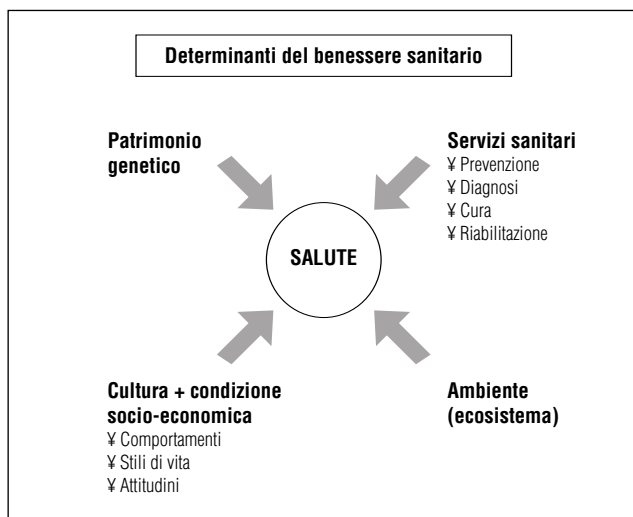 Determinanti del benessere sanitario
Patrimonio
genetico
Servizi sanitari
¥ Prevenzione
¥ Diagnosi
¥ Cura
¥ Riabilitazione
SALUTE
Cultura + condizione
socio-economica
¥ Comportamenti
¥ Stili di vita
¥ Attitudini
Ambiente
(ecosistema)